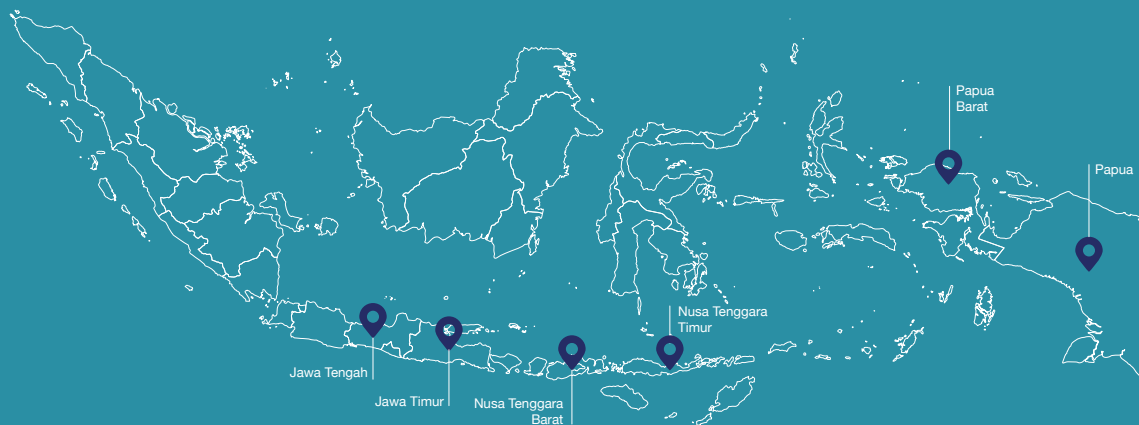 Papua
Barat
Papua
Nusa Tenggara
Timur
Jawa Tengah
Jawa Timur
Nusa Tenggara
Barat